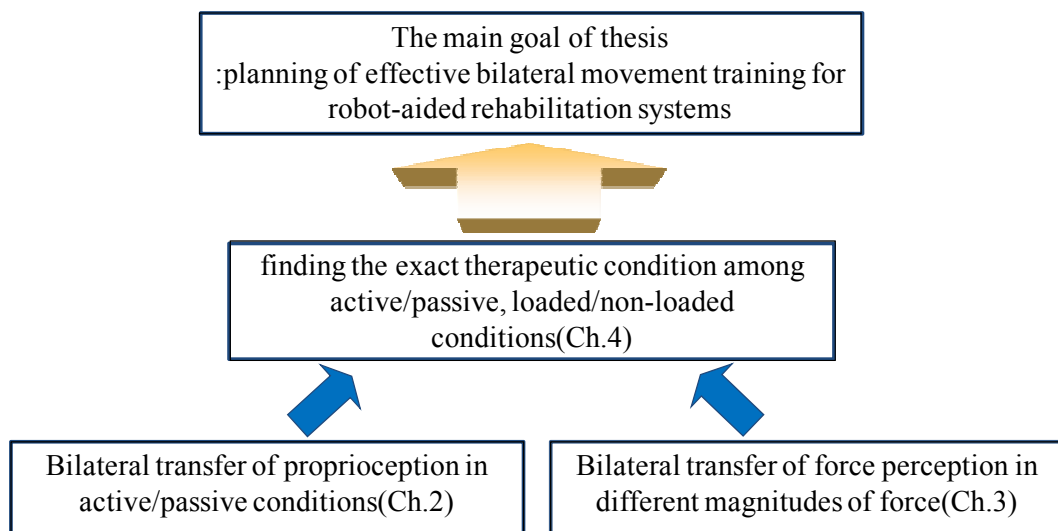 The main goal of thesis
:planning of effective bilateral movement training for
robot-aided rehabilitation systems
finding the exact therapeutic condition among
active/passive, loaded/non-loaded
conditions(Ch.4)
Bilateral transfer of proprioception in
active/passive conditions(Ch.2)
Bilateral transfer of force perception in
different magnitudes of force(Ch.3)